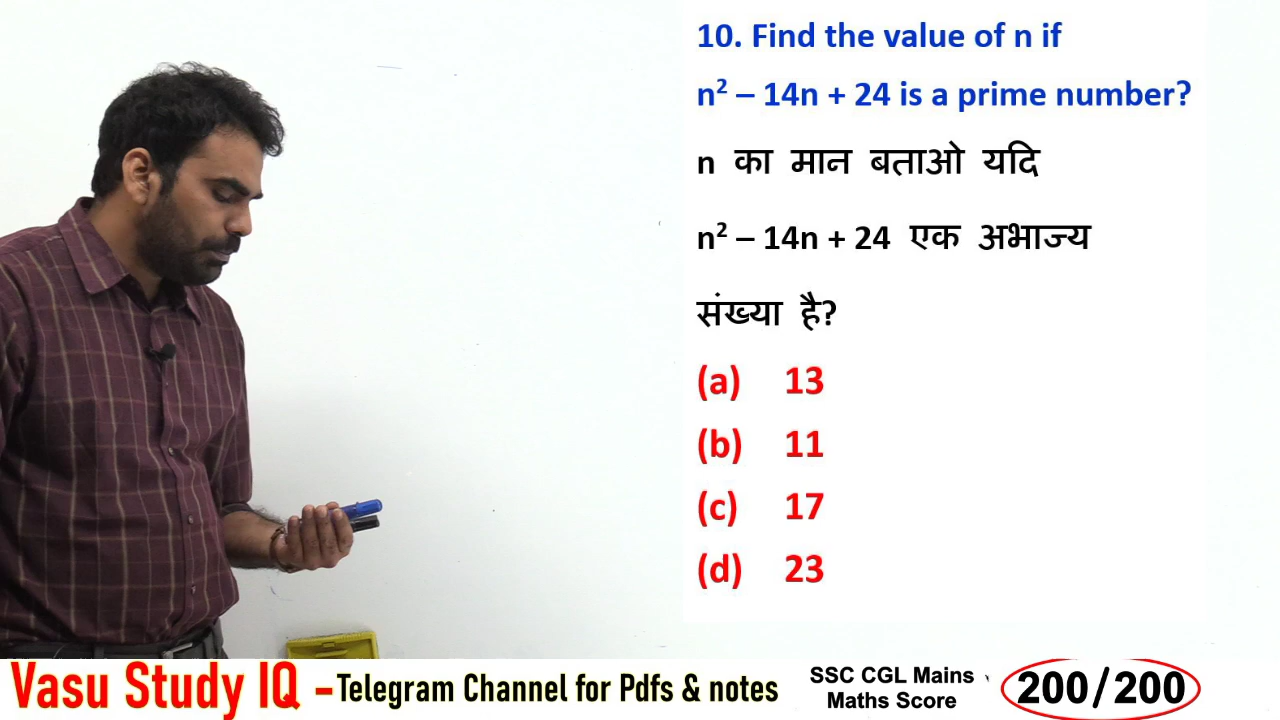 10. Find the value of n if
n² – 14n + 24 is a prime number?
n का मान बताओ यदि
n² – 14n + 24 एक अभाज्य
संख्या है?
(a) 13
(b) 11
(c) 17
(d) 23
Vasu Study IQ – Telegram Channel for Pdfs & notes
SSC CGL Mains
Maths Score
200/200